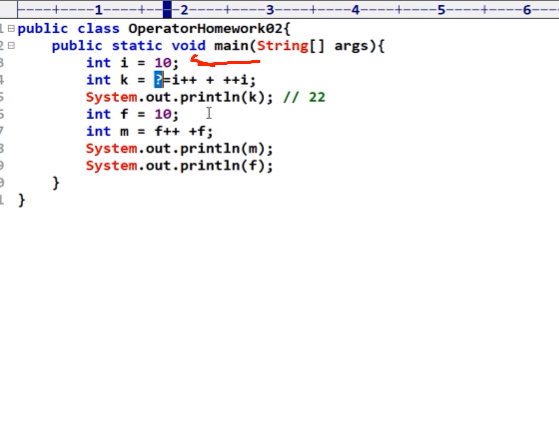 ----+----1----+----2----+----3----+----4----+----5----+----6--
1 public class OperatorHomework02{
2     public static void main(String[] args){
3         int i = 10;
4         int k = ?=i++ + ++i;
5         System.out.println(k); // 22
6         int f = 10;
7         int m = f++ +f;
8         System.out.println(m);
9         System.out.println(f);
0     }
1 }